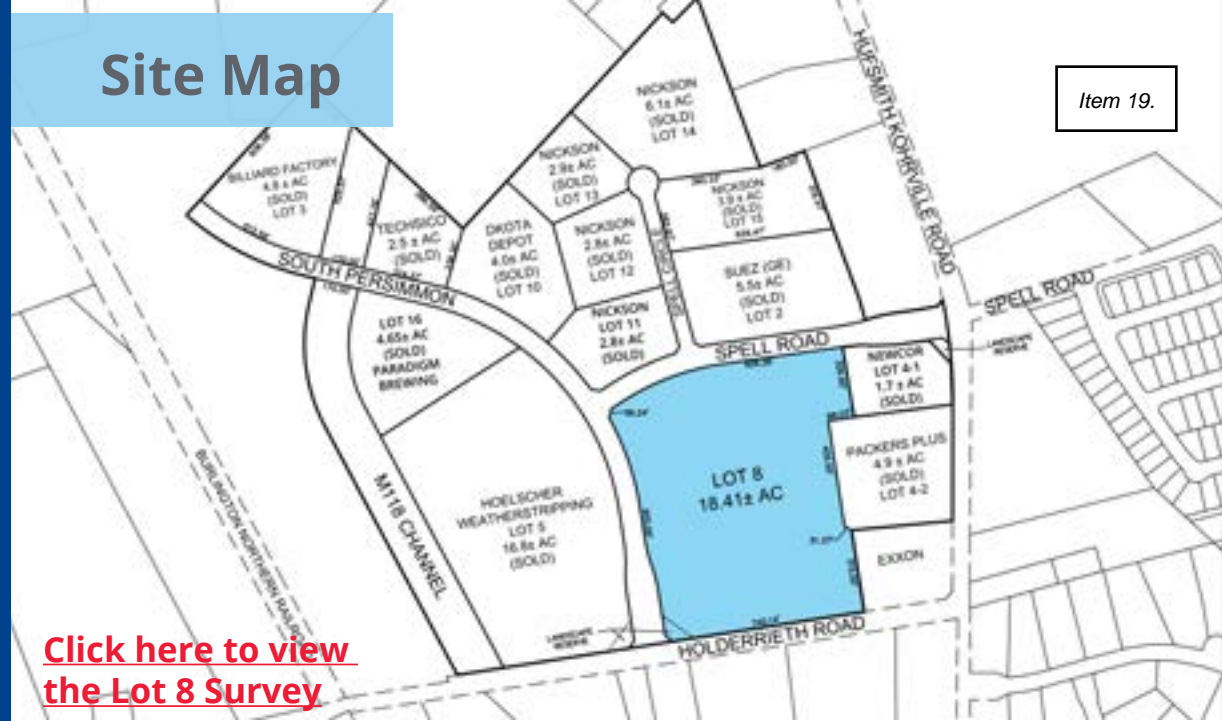 Site Map
Item 19.
HUFSMITH KOHRVILLE ROAD
NICKSON
6.1± AC
(SOLD)
LOT 14
BILLIARD FACTORY
4.8 ± AC
(SOLD)
LOT 3
TECHSICO
2.5 ± AC
(SOLD)
DKOTA
DEPOT
4.0± AC
(SOLD)
LOT 10
NICKSON
2.9± AC
(SOLD)
LOT 13
NICKSON
2.8± AC
(SOLD)
LOT 12
NICKSON
3.9 ± AC
(SOLD)
LOT 15
SUEZ (GE)
5.5± AC
(SOLD)
LOT 2
NICKSON
LOT 11
2.8± AC
(SOLD)
SOUTH PERSIMMON
LOT 16
4.65± AC
(SOLD)
PARADIGM
BREWING
SPELL ROAD
SPELL ROAD
LANDSCAPE
RESERVE
NEWCOR
LOT 4-1
1.7 ± AC
(SOLD)
PACKERS PLUS
4.9 ± AC
(SOLD)
LOT 4-2
EXXON
LOT 8
18.41± AC
HOELSCHER
WEATHERSTRIPPING
LOT 5
16.8± AC
(SOLD)
M118 CHANNEL
BURLINGTON NORTHERN
LANDSCAPE
RESERVE
HOLDERRIETH ROAD
Click here to view
the Lot 8 Survey